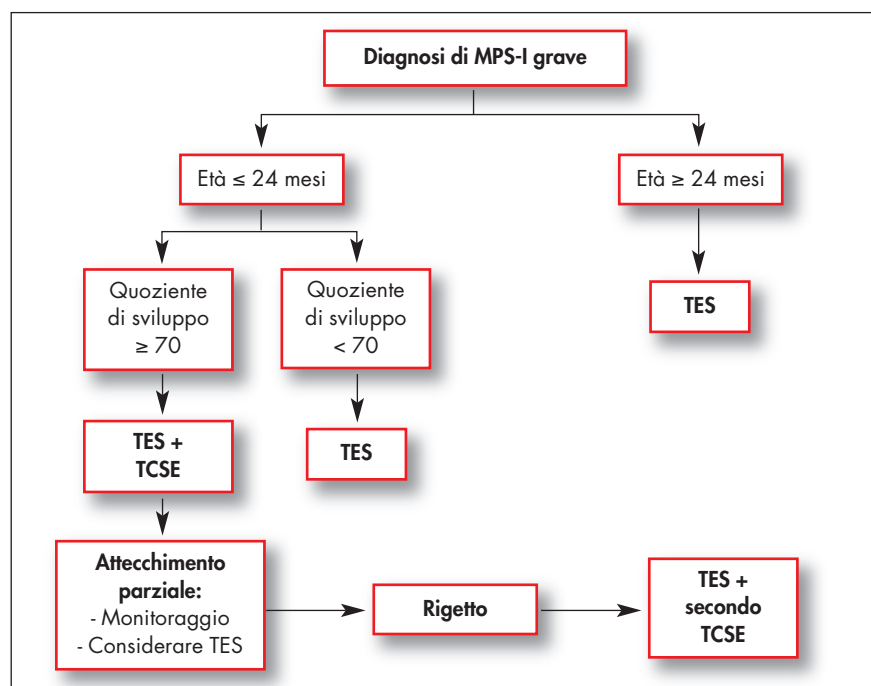 Diagnosi di MPS-I grave
Età ≤ 24 mesi
Età ≥ 24 mesi
Quoziente
di sviluppo
≥ 70
Quoziente
di sviluppo
< 70
TES
TES +
TCSE
TES
Attecchimento
parziale:
- Monitoraggio
- Considerare TES
Rigetto
TES +
secondo
TCSE